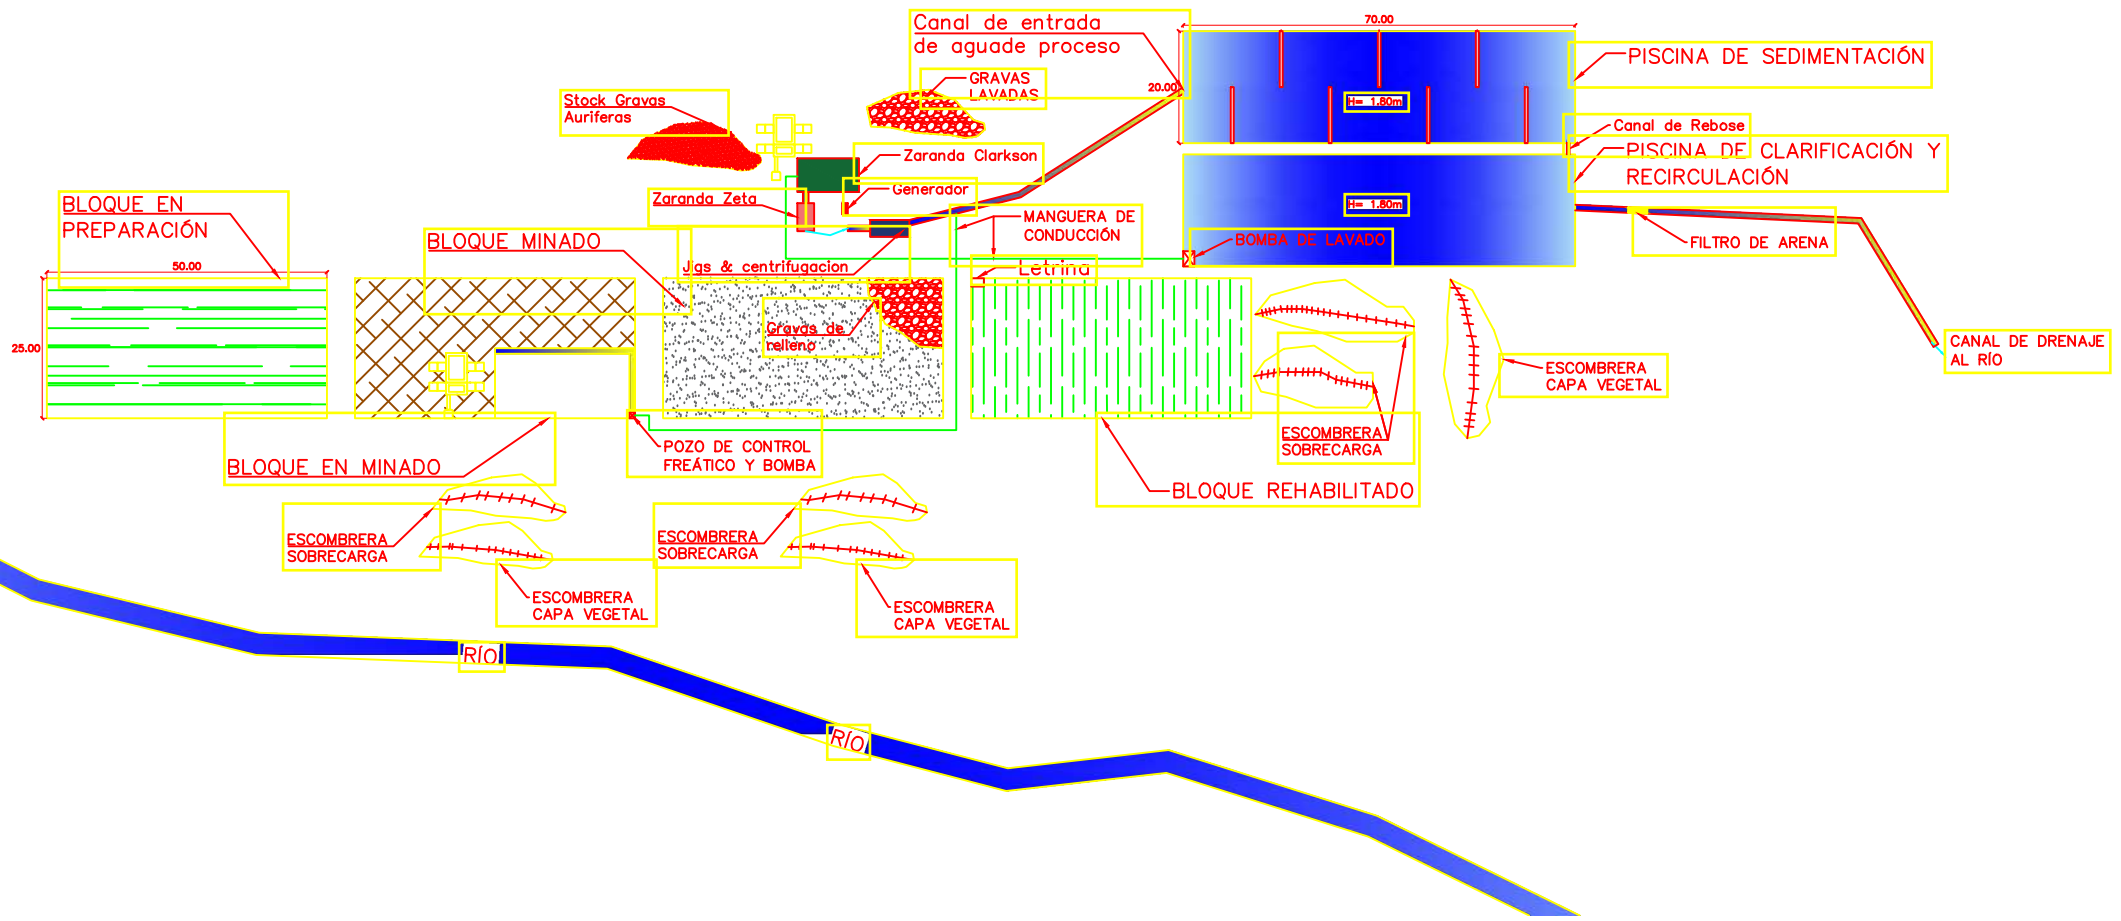 Canal de entrada
de aguade proceso
70.00
PISCINA DE SEDIMENTACIÓN
GRAVAS
LAVADAS
20.00
Stock Gravas
Auriferas
H= 1.80m
Canal de Rebose
Zaranda Clarkson
PISCINA DE CLARIFICACIÓN Y
RECIRCULACIÓN
Generador
Zaranda Zeta
H= 1.80m
BLOQUE EN
PREPARACIÓN
MANGUERA DE
CONDUCCIÓN
BLOQUE MINADO
BOMBA DE LAVADO
FILTRO DE ARENA
50.00
Jigs & centrifugacion
Letrina
Gravas de
relleno
25.00
CANAL DE DRENAJE
AL RÍO
ESCOMBRERA
CAPA VEGETAL
ESCOMBRERA
SOBRECARGA
POZO DE CONTROL
FREÁTICO Y BOMBA
BLOQUE EN MINADO
BLOQUE REHABILITADO
ESCOMBRERA
SOBRECARGA
ESCOMBRERA
SOBRECARGA
ESCOMBRERA
CAPA VEGETAL
ESCOMBRERA
CAPA VEGETAL
RÍO
RÍO